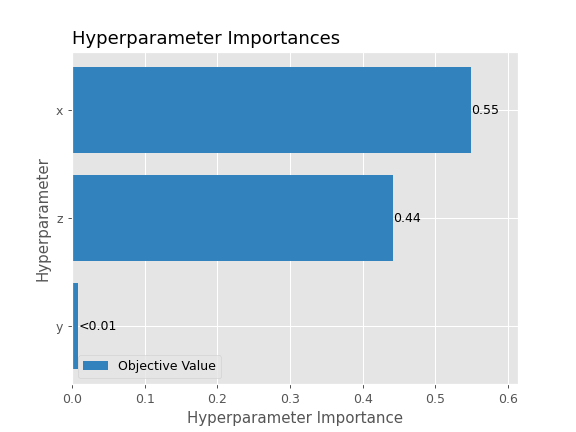 Hyperparameter Importances
Hyperparameter
x
0.55
z
0.44
y
<0.01
Objective Value
0.0 0.1 0.2 0.3 0.4 0.5 0.6
Hyperparameter Importance